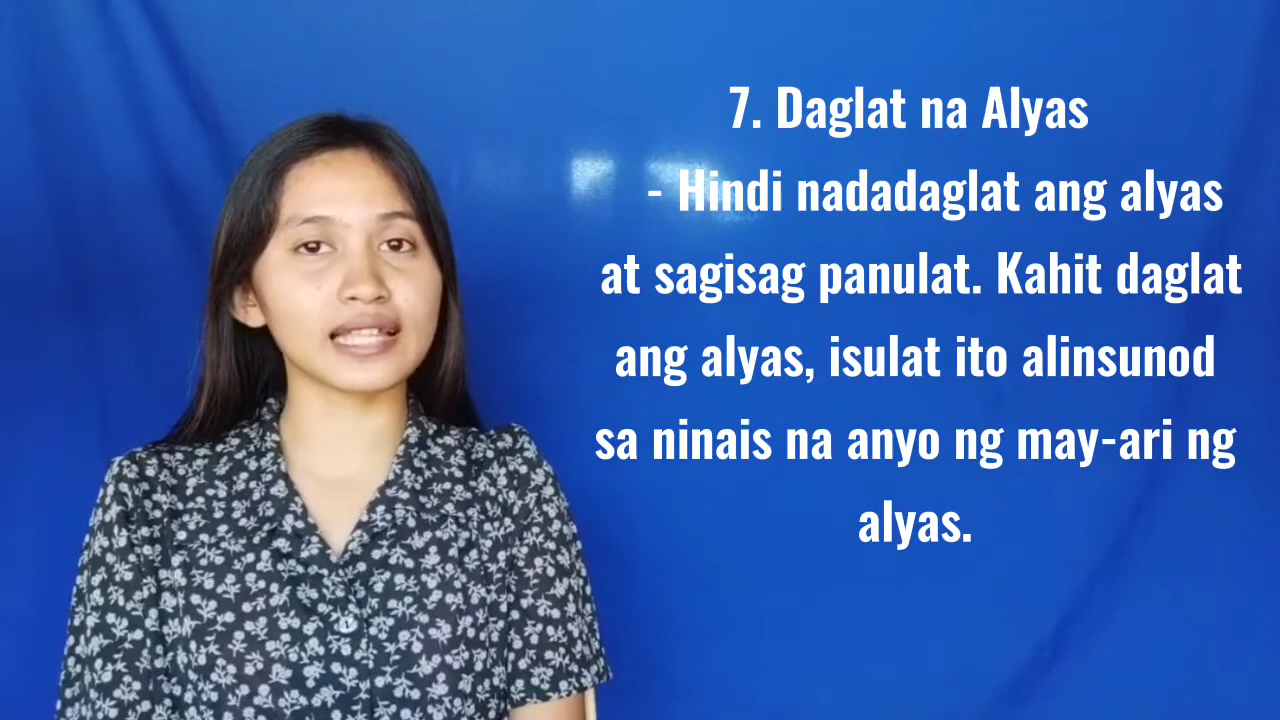 7. Daglat na Alyas
- Hindi nadadaglat ang alyas
at sagisag panulat. Kahit daglat
ang alyas, isulat ito alinsunod
sa ninais na anyo ng may-ari ng
alyas.